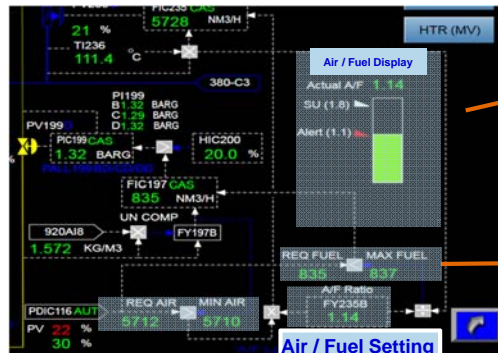 FIC235 CAS
5728 NM3/H
21 %
TI236
111.4 °C
HTR (MV)
Air / Fuel Display
Actual A/F 1.14
SU (1.8)
Alert (1.1)
380-C3
PI199
B 1.32 BARG
C 1.29 BARG
D 1.32 BARG
PV199
PIC199 CAS
1.32 BARG
HIC200
20.0 %
FIC197 CAS
835 NM3/H
UN COMP
920AI8
FY197B
1.572 KG/M3
REQ FUEL MAX FUEL
835 837
A/F Ratio
FY235B
1.14
REQ AIR MIN AIR
5712 5710
PDIC116 AUT
PV 22 %
30 %
Air / Fuel Setting